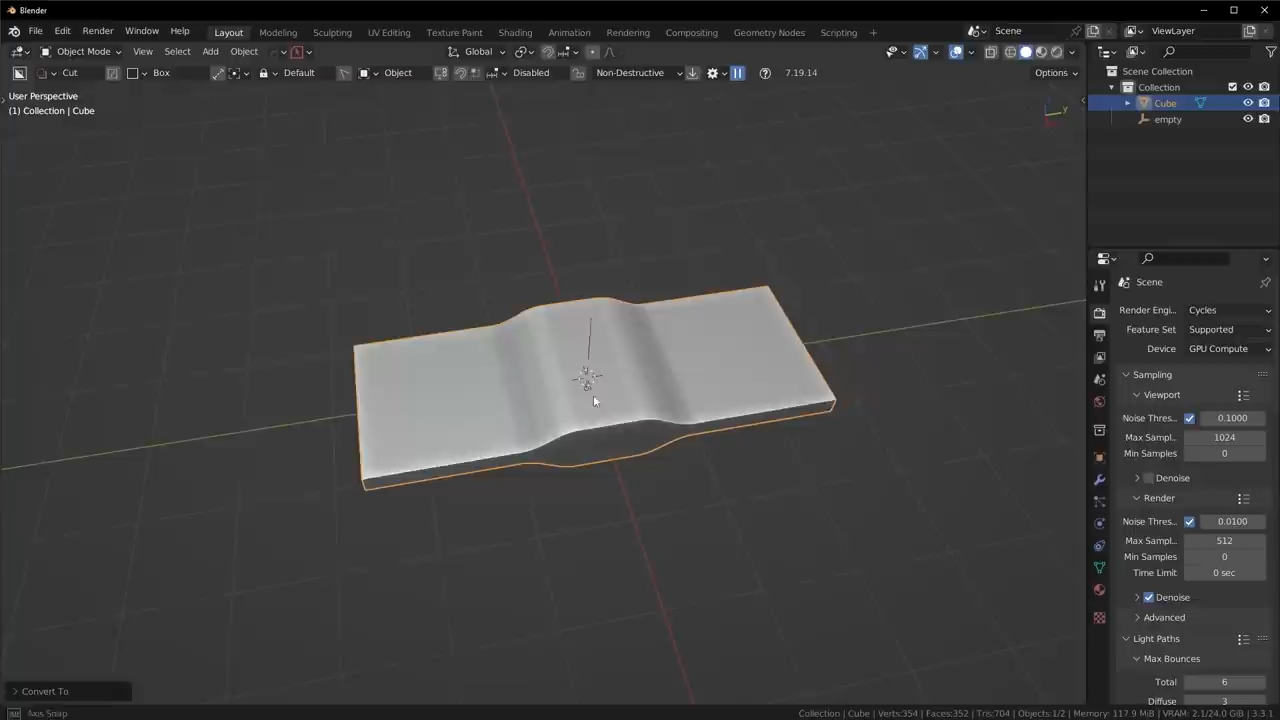 Blender
File Edit Render Window Help Layout Modeling Sculpting UV Editing Texture Paint Shading Animation Rendering Compositing Geometry Nodes Scripting Scene ViewLayer
Object Mode View Select Add Object Global
Cut Box Default Object Disabled Non-Destructive 7.19.14 Options
User Perspective
(1) Collection | Cube
Scene Collection
Collection
Cube
empty
Y
Scene
Render Engi... Cycles
Feature Set Supported
Device GPU Compute
Sampling
Viewport
Noise Thres... 0.1000
Max Sampl... 1024
Min Samples 0
Denoise
Render
Noise Thres... 0.0100
Max Sampl... 512
Min Samples 0
Time Limit 0 sec
Denoise
Advanced
Light Paths
Max Bounces
Total 6
Diffuse 3
Convert To
Axis Snap
Collection | Cube | Verts:354 | Faces:352 | Tris:704 | Objects:1/2 | Memory: 117.9 MiB | VRAM: 2.1/24.0 GiB | 3.3.1